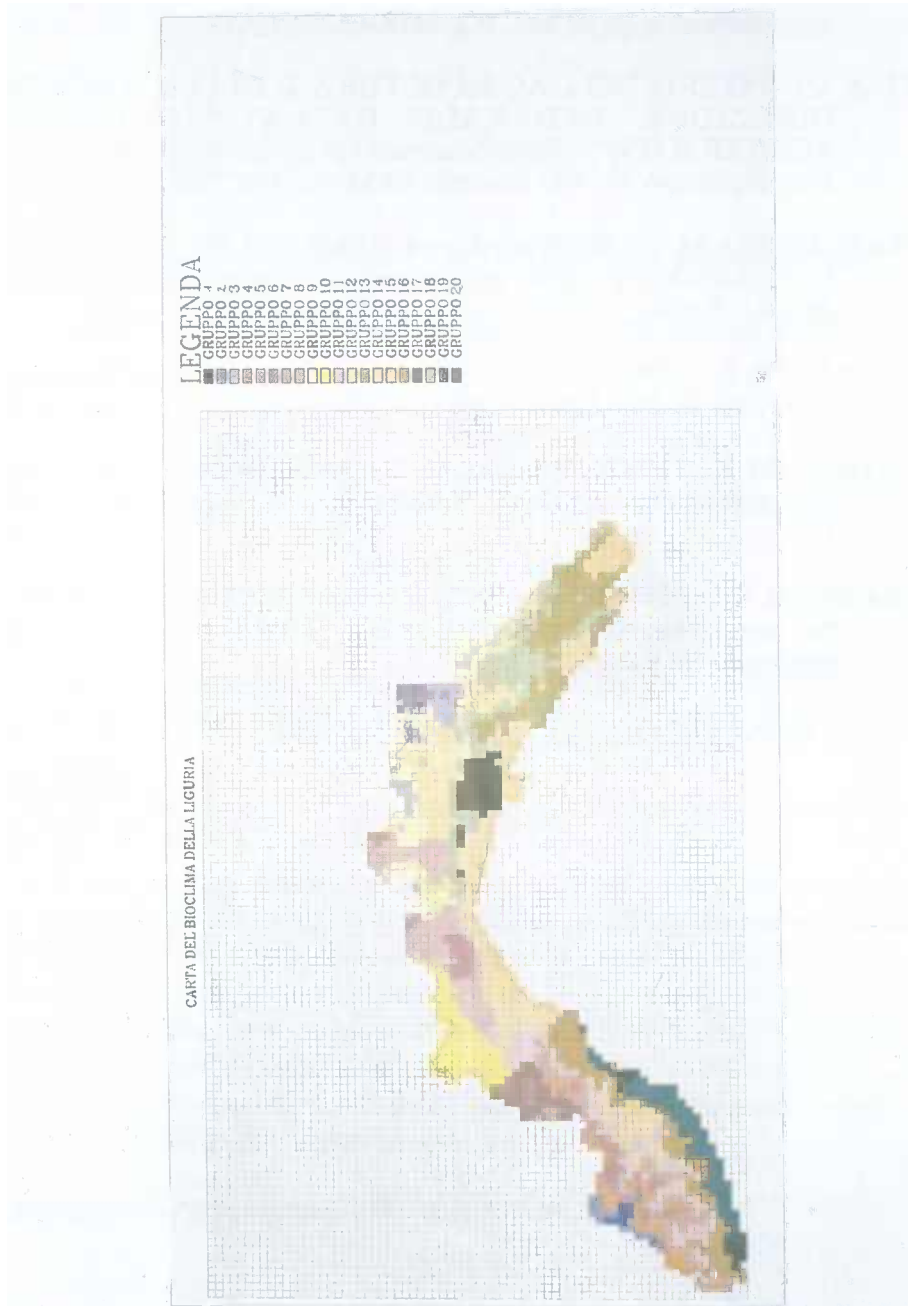 CARTA DEL BIOCLIMA DELLA LIGURIA
LEGENDA
GRUPPO 1
GRUPPO 2
GRUPPO 3
GRUPPO 4
GRUPPO 5
GRUPPO 6
GRUPPO 7
GRUPPO 8
GRUPPO 9
GRUPPO 10
GRUPPO 11
GRUPPO 12
GRUPPO 13
GRUPPO 14
GRUPPO 15
GRUPPO 16
GRUPPO 17
GRUPPO 18
GRUPPO 19
GRUPPO 20